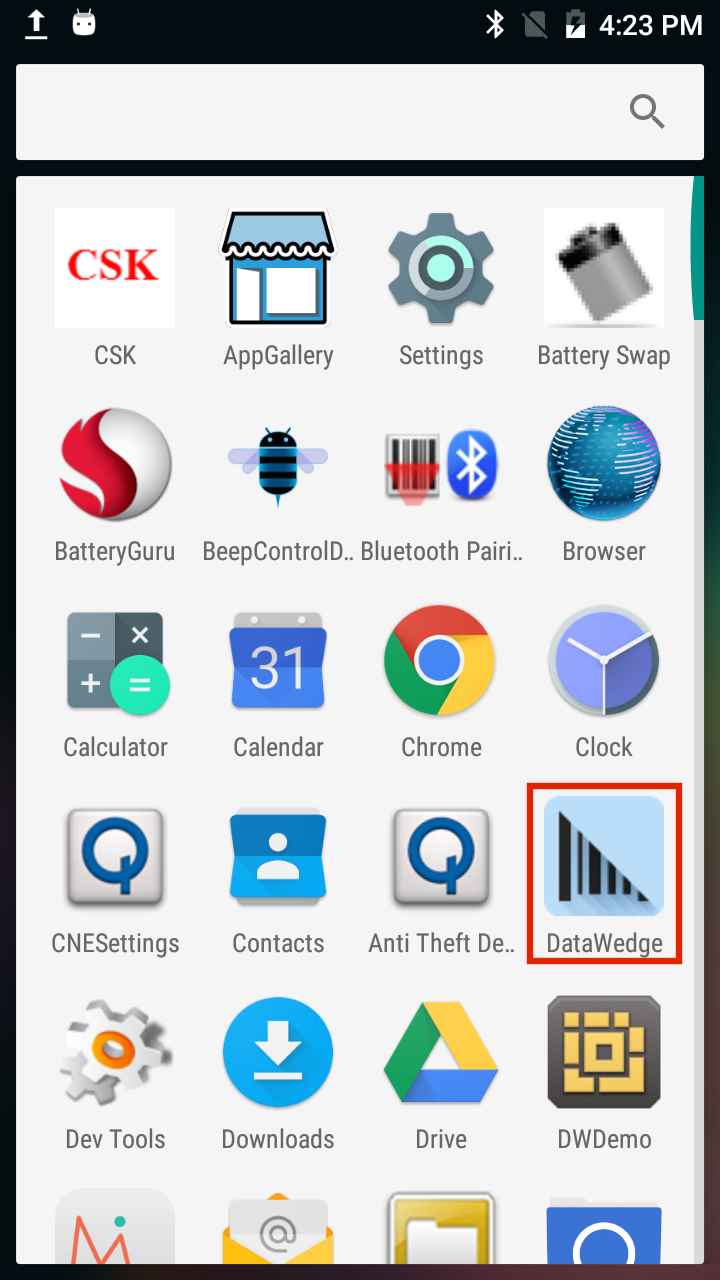 4:23 PM
CSK
CSK
AppGallery
Settings
Battery Swap
BatteryGuru
BeepControlD..
Bluetooth Pairi..
Browser
31
Calculator
Calendar
Chrome
Clock
CNESettings
Contacts
Anti Theft De..
DataWedge
Dev Tools
Downloads
Drive
DWDemo
@